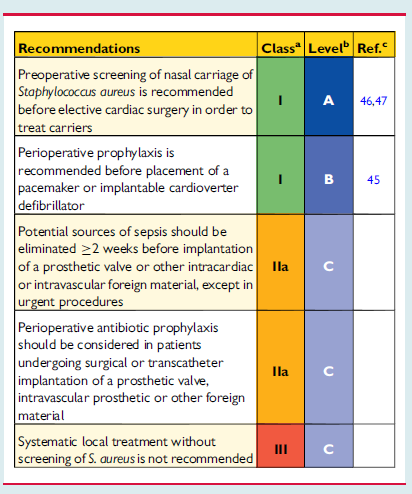 Recommendations Classᵃ Levelᵇ Ref.ᶜ
Preoperative screening of nasal carriage of
Staphylococcus aureus is recommended
before elective cardiac surgery in order to
treat carriers
I A 46,47
Perioperative prophylaxis is
recommended before placement of a
pacemaker or implantable cardioverter
defibrillator
I B 45
Potential sources of sepsis should be
eliminated ≥2 weeks before implantation
of a prosthetic valve or other intracardiac
or intravascular foreign material, except in
urgent procedures
IIa C
Perioperative antibiotic prophylaxis
should be considered in patients
undergoing surgical or transcatheter
implantation of a prosthetic valve,
intravascular prosthetic or other foreign
material
IIa C
Systematic local treatment without
screening of S. aureus is not recommended
III C